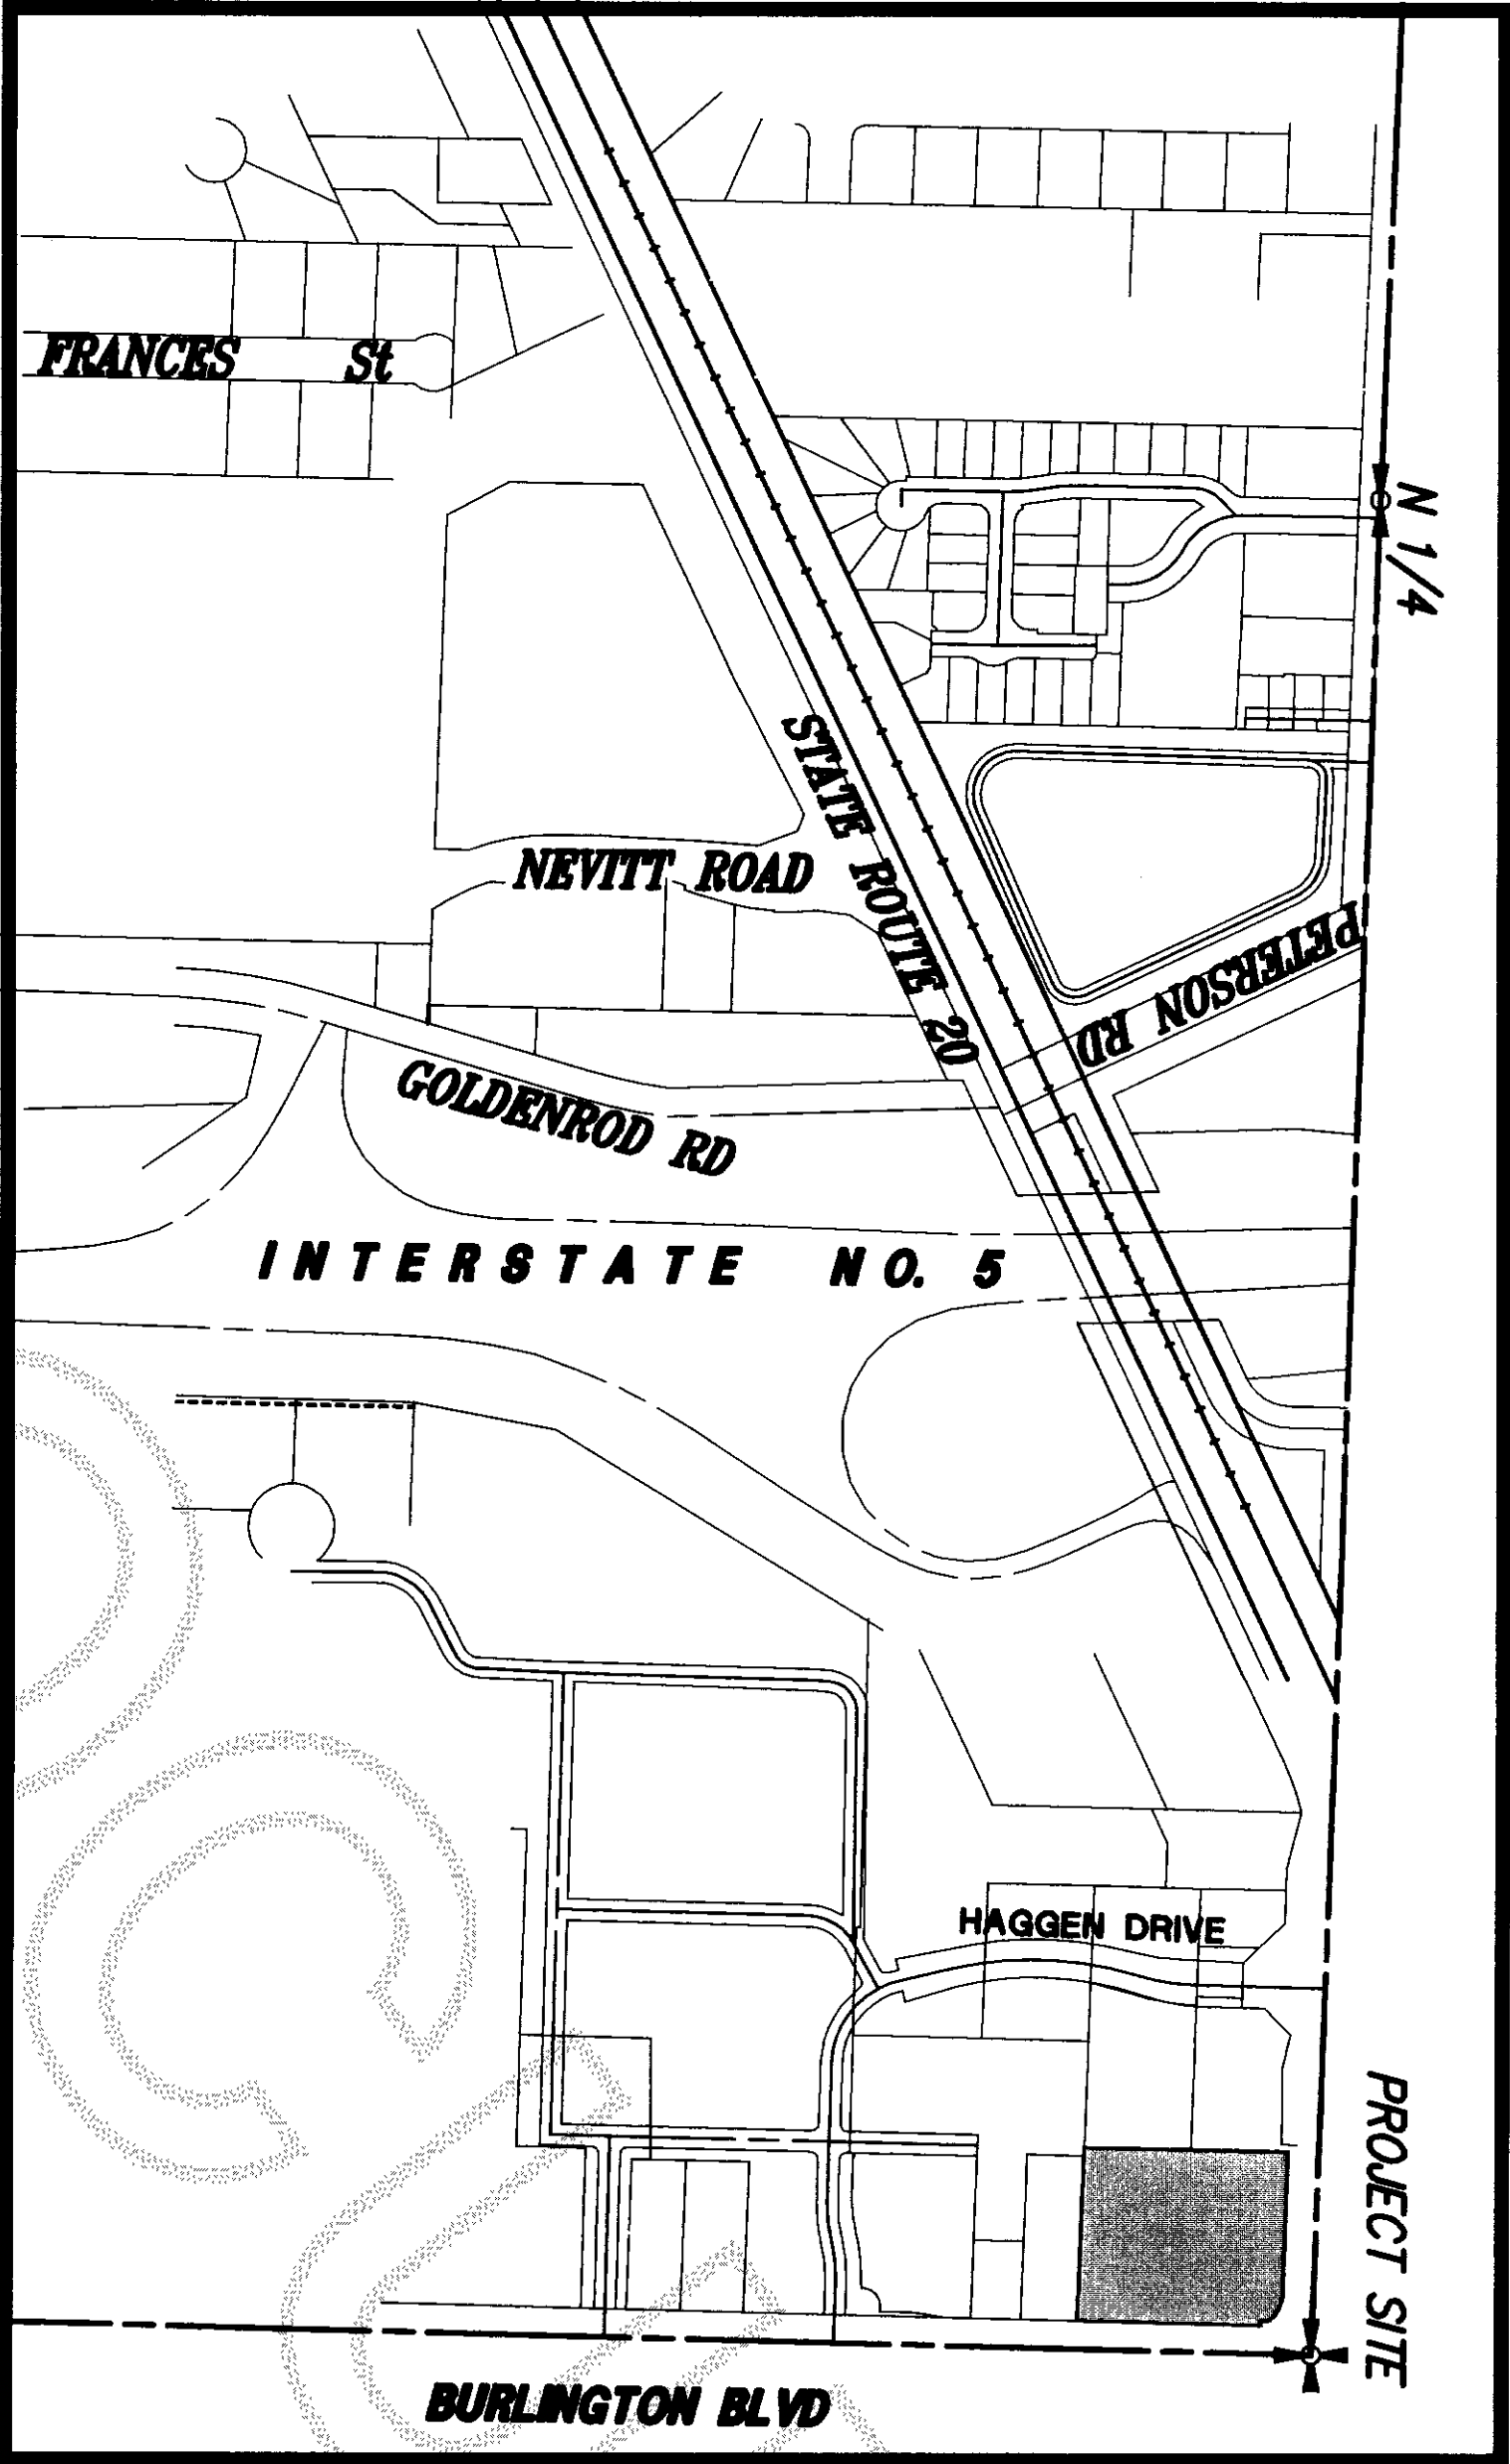 FRANCES St
N 1/4
STATE ROUTE 20
NEVITT ROAD
PETERSON RD
GOLDENROD RD
INTERSTATE NO. 5
HAGGEN DRIVE
PROJECT SITE
BURLINGTON BLVD